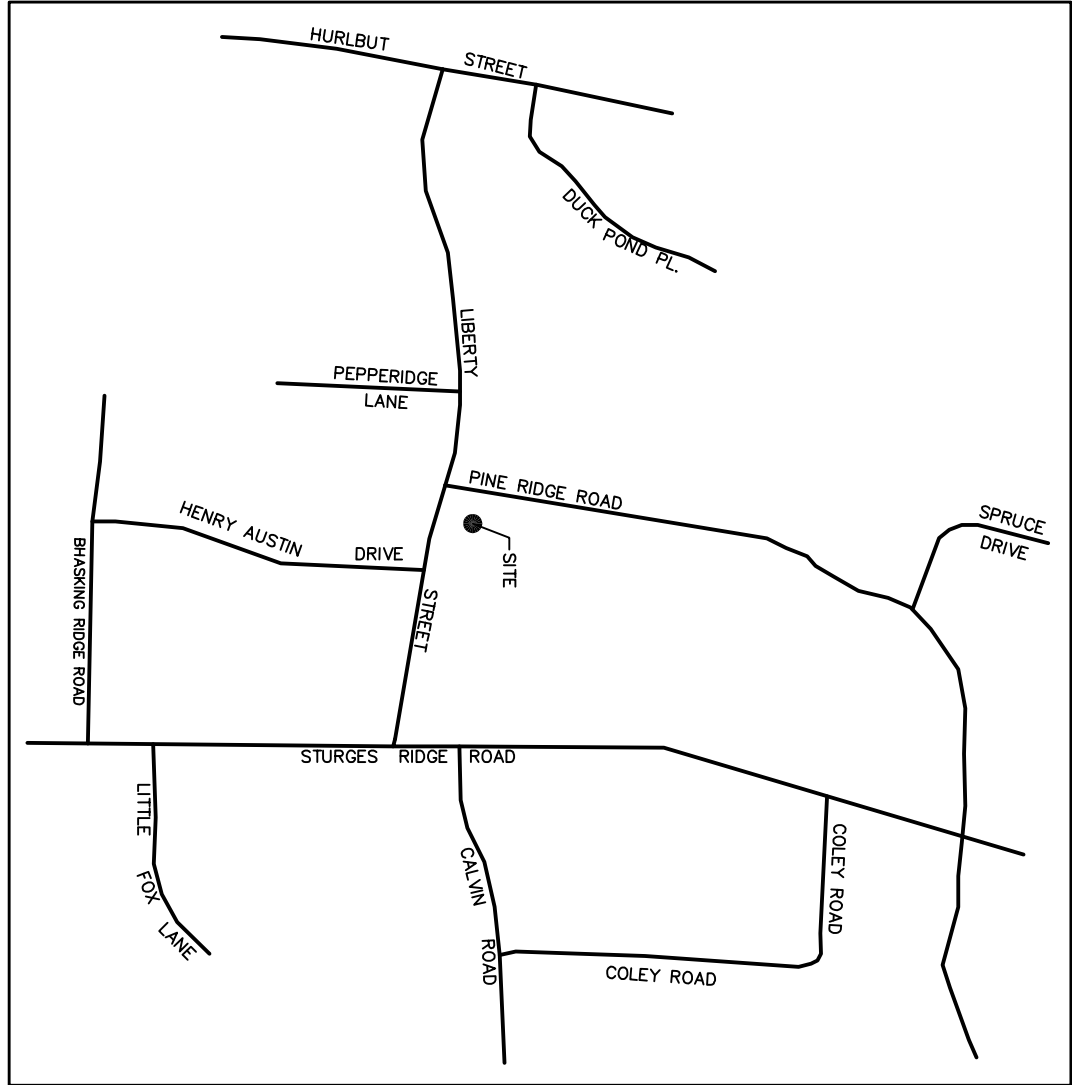 HURLBUT STREET
DUCK POND PL.
LIBERTY STREET
PEPPERIDGE
LANE
PINE RIDGE ROAD
SITE
SPRUCE
DRIVE
HENRY AUSTIN DRIVE
BHASKING RIDGE ROAD
STURGES RIDGE ROAD
LITTLE FOX LANE
CALVIN ROAD
COLEY ROAD
COLEY ROAD